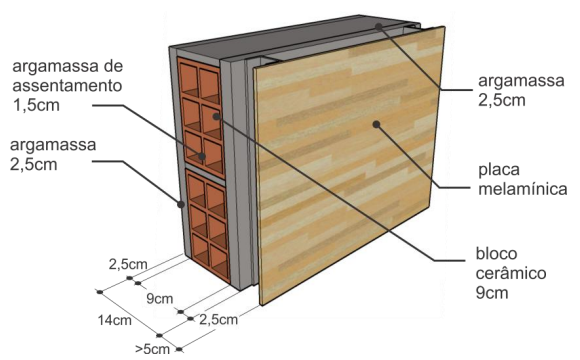 argamassa de
assentamento
1,5cm
argamassa
2,5cm
argamassa
2,5cm
placa
melamínica
bloco
cerâmico
9cm
2,5cm
9cm
14cm
2,5cm
>5cm